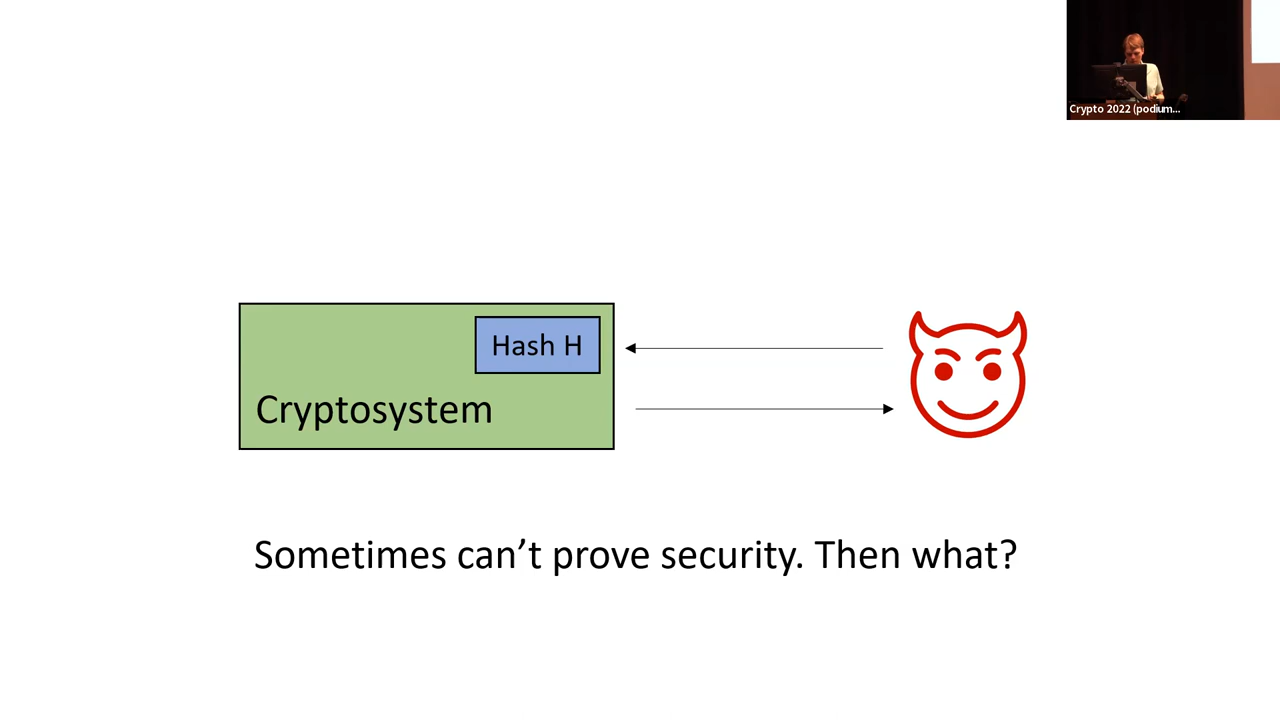 Crypto 2022 (podium...
Hash H
Cryptosystem
Sometimes can't prove security. Then what?